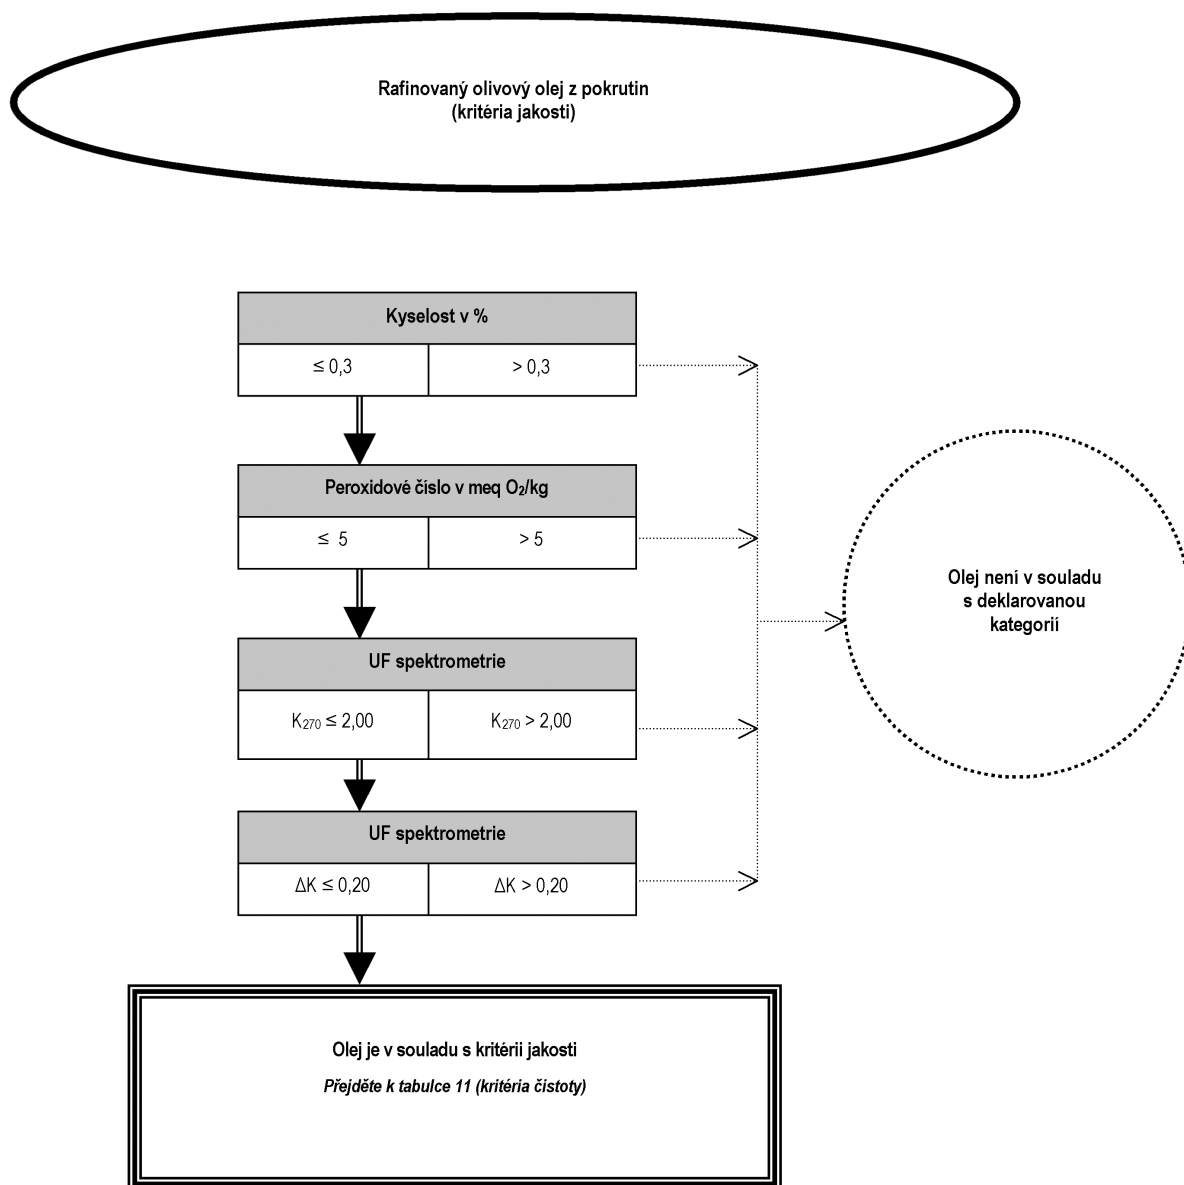 Rafinovaný olivový olej z pokrutin
(kritéria jakosti)
Kyselost v %
≤ 0,3
> 0,3
Peroxidové číslo v meq O₂/kg
≤ 5
> 5
UF spektrometrie
K₂₇₀ ≤ 2,00
K₂₇₀ > 2,00
UF spektrometrie
ΔK ≤ 0,20
ΔK > 0,20
Olej není v souladu
s deklarovanou
kategorií
Olej je v souladu s kritérii jakosti
Přejděte k tabulce 11 (kritéria čistoty)